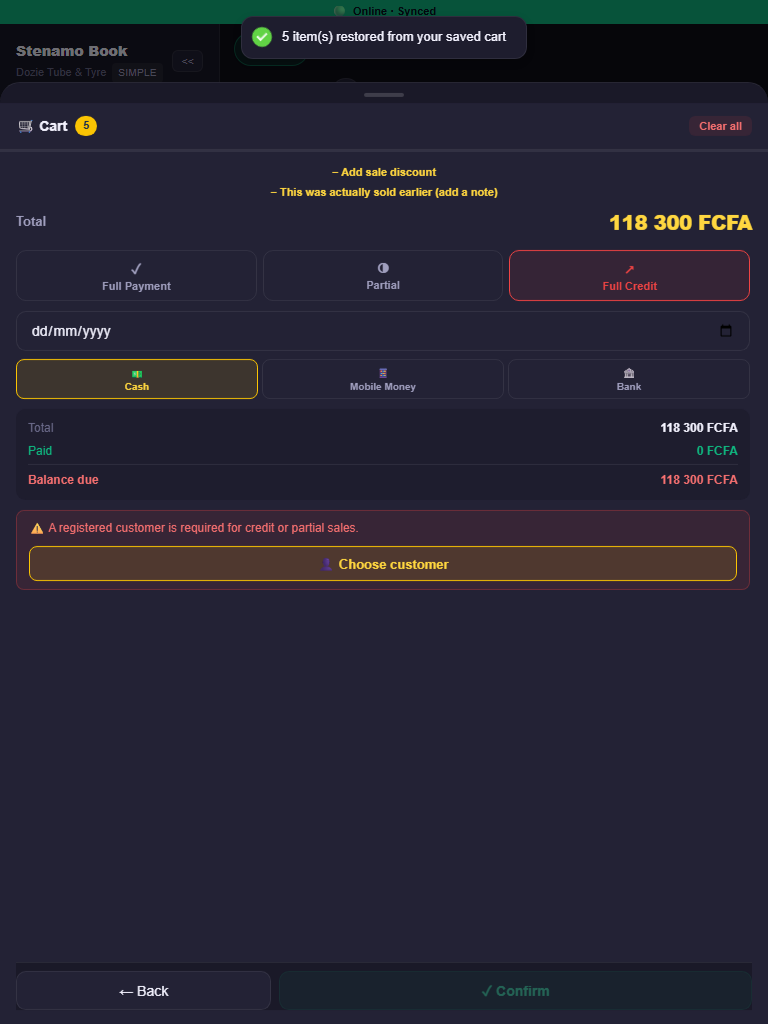 Online · Synced
5 item(s) restored from your saved cart
Stenamo Book
<<
Dozie Tube & Tyre SIMPLE
Cart 5
Clear all
– Add sale discount
– This was actually sold earlier (add a note)
Total 118 300 FCFA
Full Payment
Partial
Full Credit
dd/mm/yyyy
Cash
Mobile Money
Bank
Total 118 300 FCFA
Paid 0 FCFA
Balance due 118 300 FCFA
A registered customer is required for credit or partial sales.
Choose customer
← Back
✓ Confirm